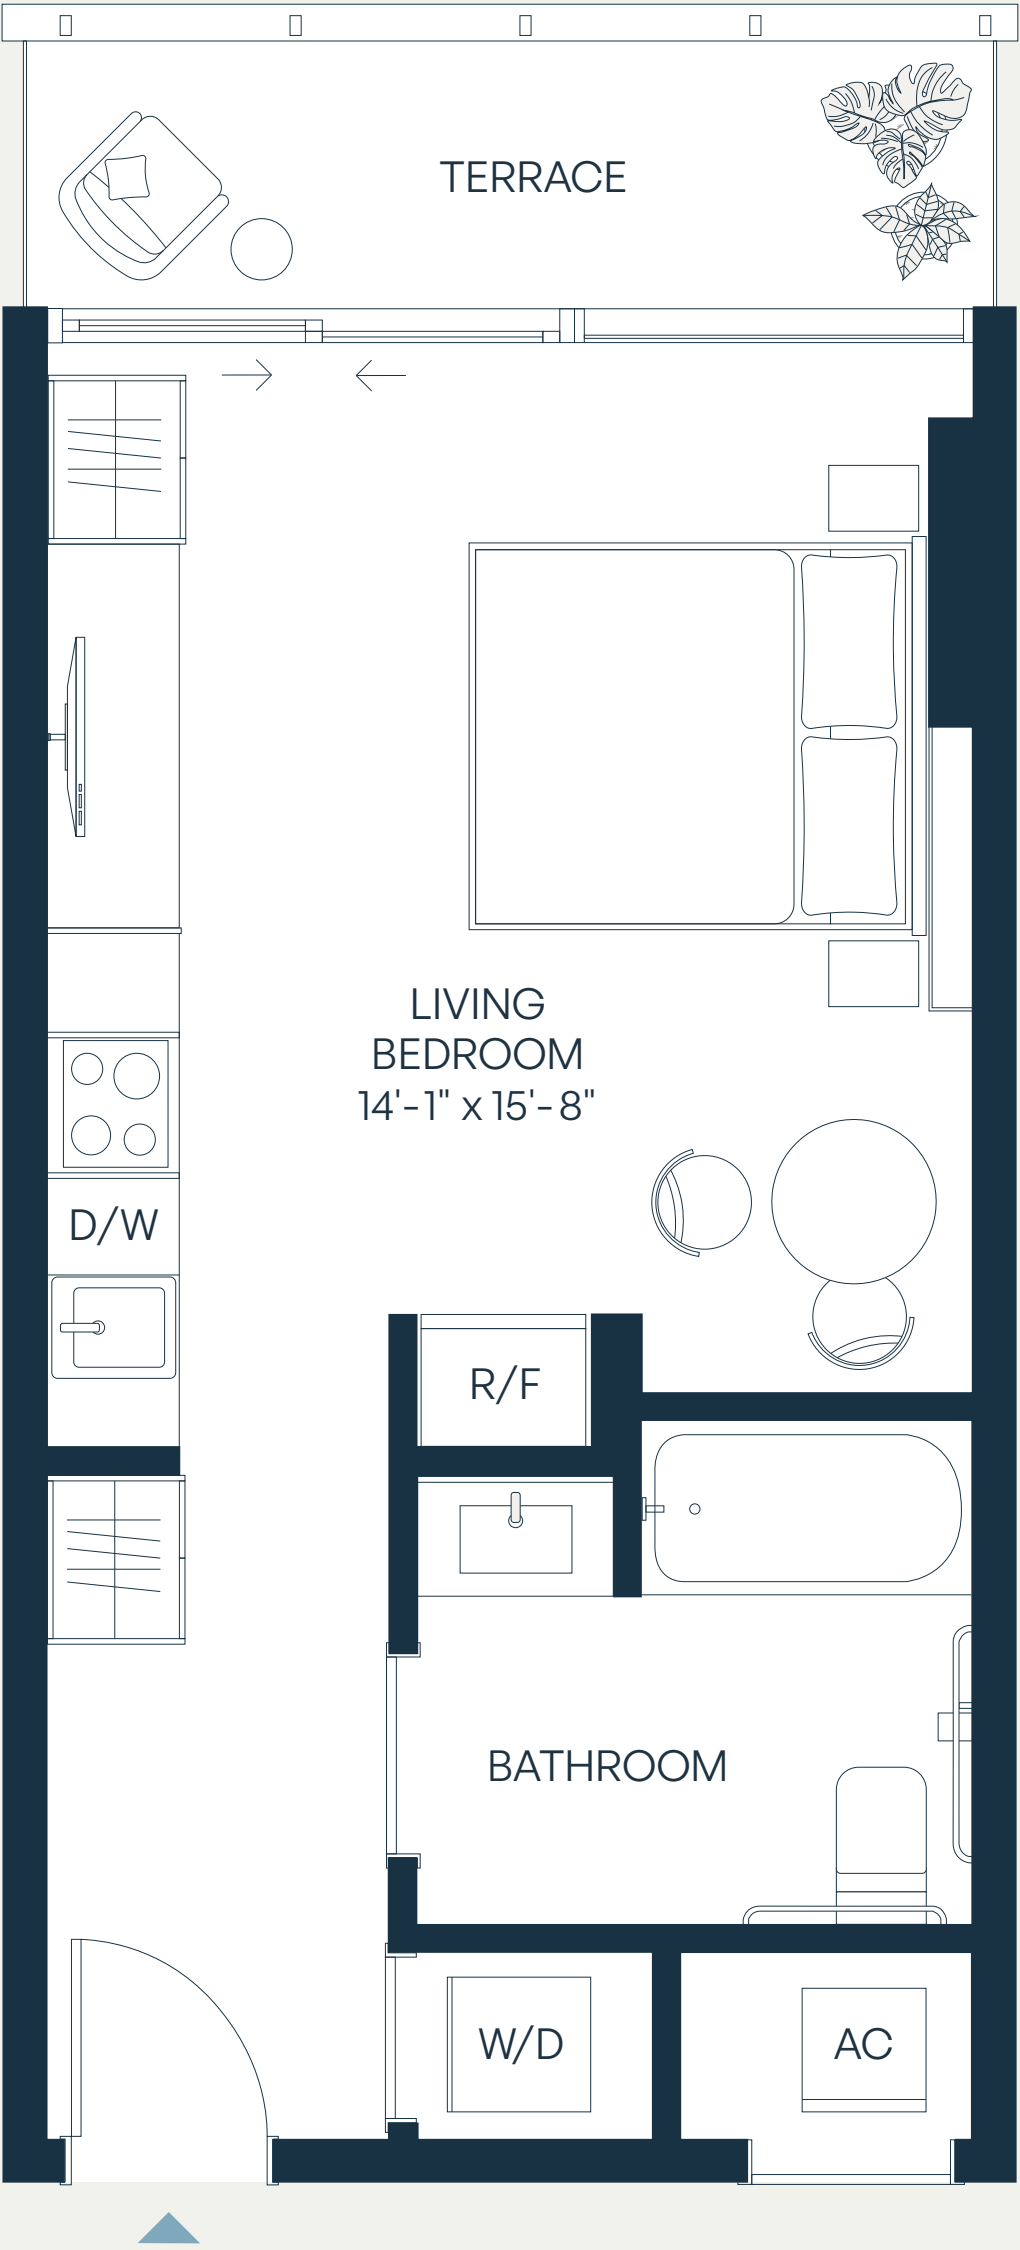 TERRACE
LIVING
BEDROOM
14'-1" x 15'-8"
D/W
R/F
BATHROOM
W/D
AC